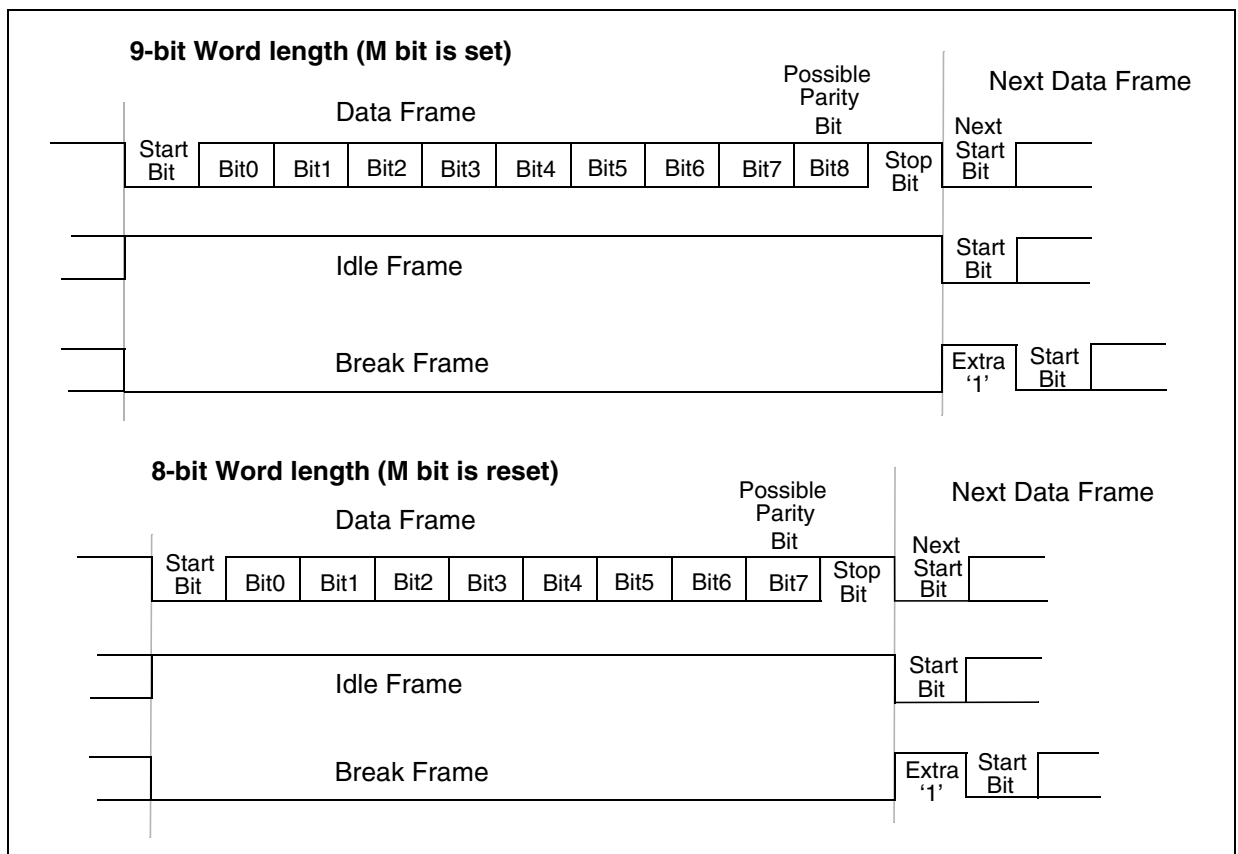 9-bit Word length (M bit is set)
Possible
Parity
Bit
Next Data Frame
Data Frame
Next
Start
Bit
Start
Bit
Bit0
Bit1
Bit2
Bit3
Bit4
Bit5
Bit6
Bit7
Bit8
Stop
Bit
Idle Frame
Start
Bit
Break Frame
Extra
‘1’
Start
Bit
8-bit Word length (M bit is reset)
Possible
Parity
Bit
Next Data Frame
Data Frame
Next
Start
Bit
Start
Bit
Bit0
Bit1
Bit2
Bit3
Bit4
Bit5
Bit6
Bit7
Stop
Bit
Idle Frame
Start
Bit
Break Frame
Extra
‘1’
Start
Bit